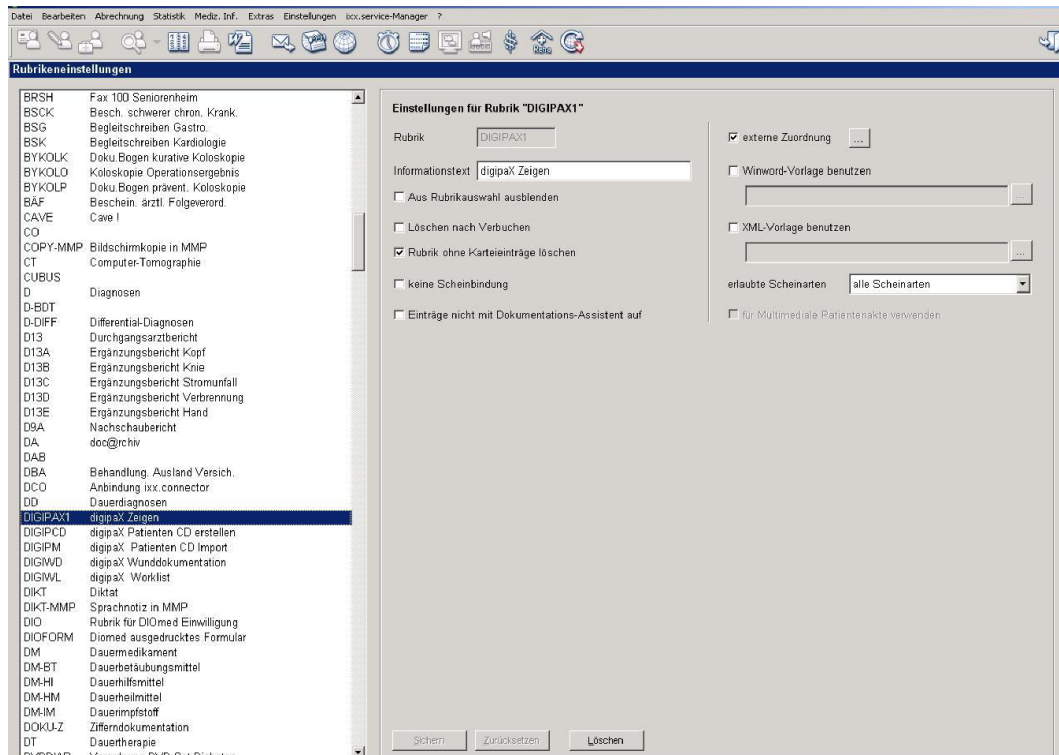 Datei Bearbeiten Abrechnung Statistik Mediz. Inf. Extras Einstellungen ixx.service-Manager ?
Rubrikeneinstellungen
BRSH Fax 100 Seniorenheim
BSCK Besch. schwerer chron. Krank.
BSG Begleitschreiben Gastro.
BSK Begleitschreiben Kardiologie
BYKOLK Doku.Bogen kurative Koloskopie
BYKOLO Koloskopie Operationsergebnis
BYKOLP Doku.Bogen prävent. Koloskopie
BÄF Beschein. ärztl. Folgeverord.
CAVE Cave !
CO
COPY-MMP Bildschirmkopie in MMP
CT Computer-Tomographie
CUBUS
D Diagnosen
D-BDT
D-DIFF Differential-Diagnosen
D13 Durchgangsarztbericht
D13A Ergänzungsbericht Kopf
D13B Ergänzungsbericht Knie
D13C Ergänzungsbericht Stromunfall
D13D Ergänzungsbericht Verbrennung
D13E Ergänzungsbericht Hand
D9A Nachschaubericht
DA doc@rchiv
DAB
DBA Behandlung. Ausland Versich.
DCO Anbindung ixx.connector
DD Dauerdiagnosen
DIGIPAX1 digipaX Zeigen
DIGIPCD digipaX Patienten CD erstellen
DIGIPM digipaX Patienten CD Import
DIGIWD digipaX Wunddokumentation
DIGIWL digipaX Worklist
DIKT Diktat
DIKT-MMP Sprachnotiz in MMP
DIO Rubrik für DIOmed Einwilligung
DIOFORM Diomed ausgedrucktes Formular
DM Dauermedikament
DM-BT Dauerbetäubungsmittel
DM-HI Dauerhilfsmittel
DM-HM Dauerheilmittel
DM-IM Dauerimpfstoff
DOKU-Z Zifferndokumentation
DT Dauertherapie
Einstellungen für Rubrik "DIGIPAX1"
Rubrik DIGIPAX1
Informationstext digipaX Zeigen
Aus Rubrikauswahl ausblenden
Löschen nach Verbuchen
Rubrik ohne Karteieinträge löschen
keine Scheinbindung
Einträge nicht mit Dokumentations-Assistent auf
externe Zuordnung ...
Winword-Vorlage benutzen
...
XML-Vorlage benutzen
...
erlaubte Scheinarten alle Scheinarten
für Multimediale Patientenakte verwenden
Sichern Zurücksetzen Löschen